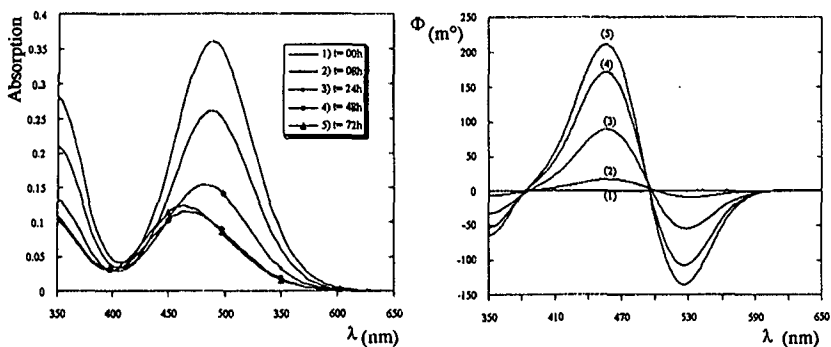 Absorption
0.4
0.35
0.3
0.25
0.2
0.15
0.1
0.05
0
350 400 450 500 350 600 650
λ (nm)
1) t= 00h
2) t= 08h
3) t= 24h
4) t= 48h
5) t= 72h
Φ (m°)
250
200
150
100
50
0
-50
-100
-150
350 410 470 530 590 650
λ (nm)
(5)
(4)
(3)
(2)
(1)